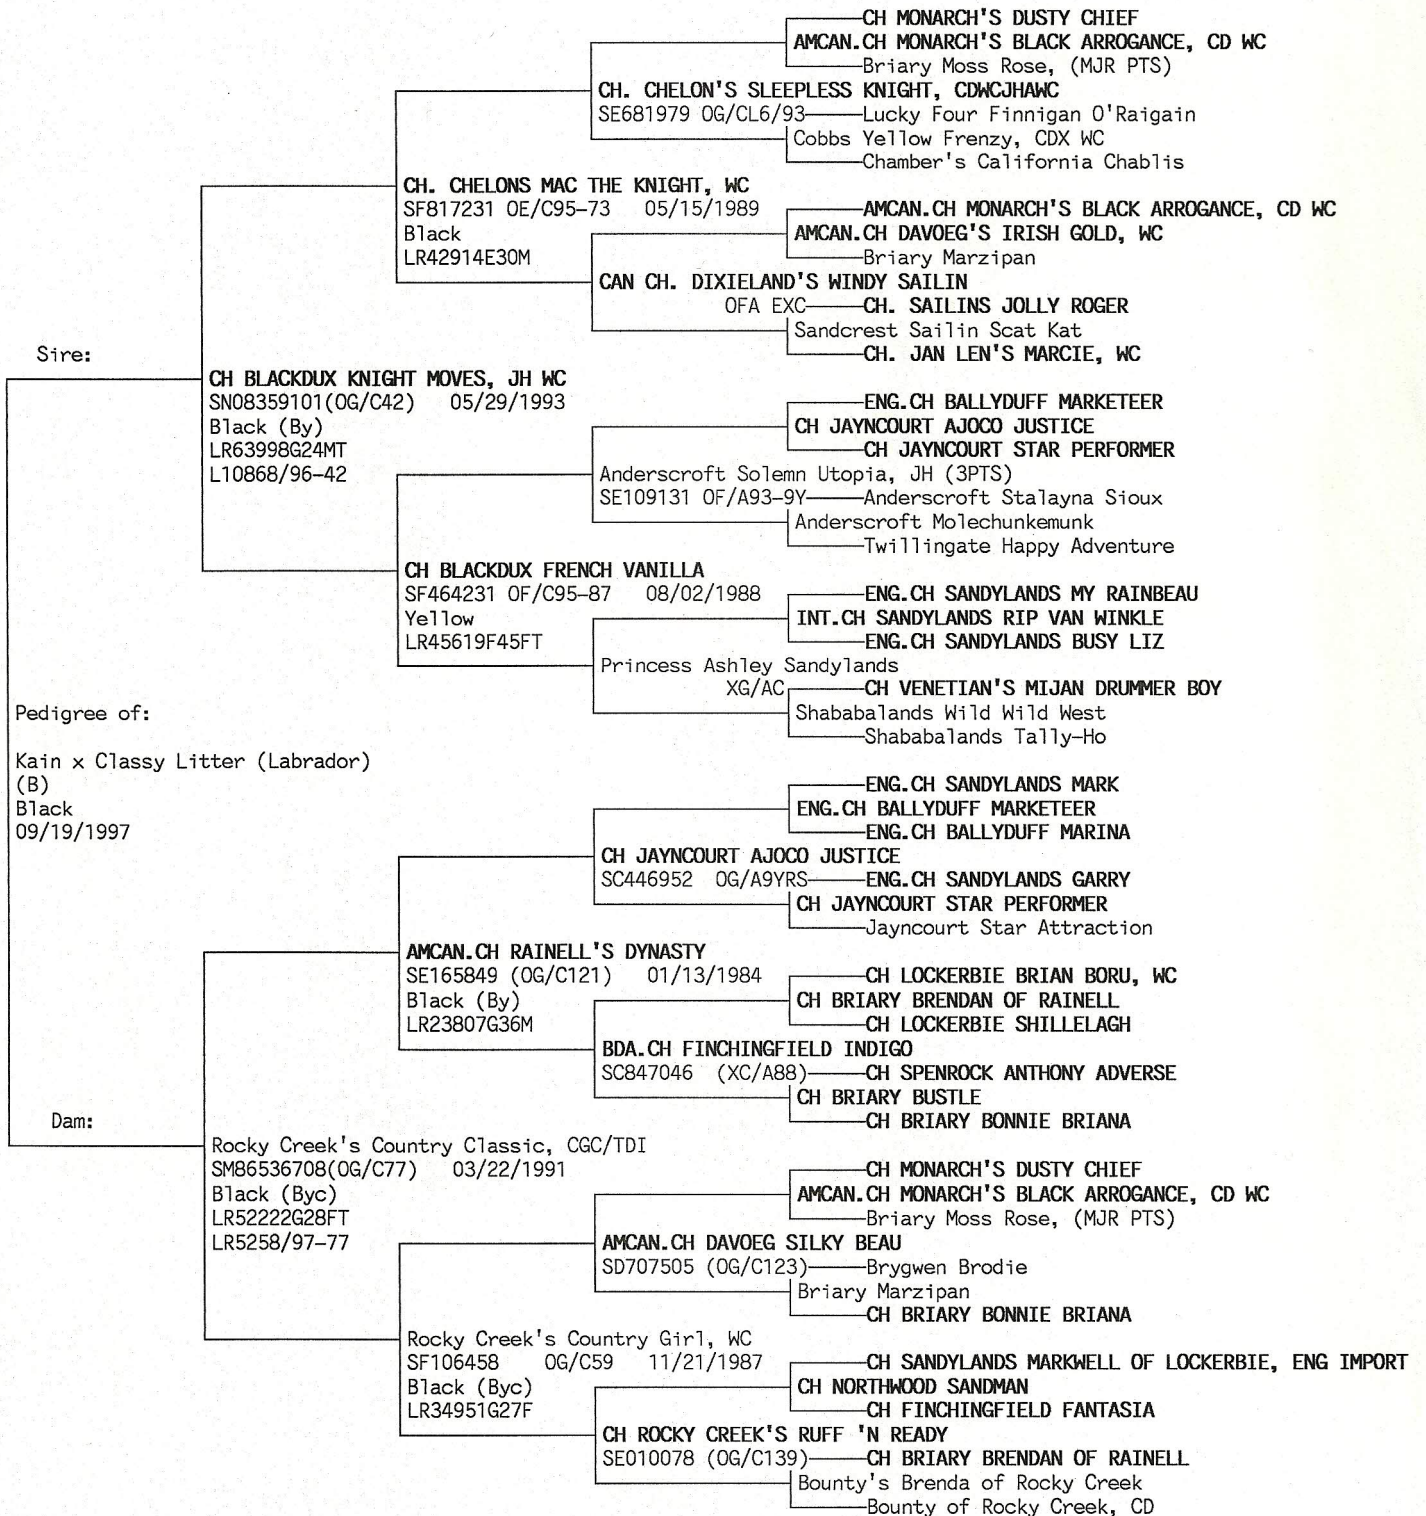 CH MONARCH'S DUSTY CHIEF
AMCAN.CH MONARCH'S BLACK ARROGANCE, CD WC
Briary Moss Rose, (MJR PTS)
CH. CHELON'S SLEEPLESS KNIGHT, CDWCJHAWC
SE681979 OG/CL6/93 Lucky Four Finnigan O'Raigain
Cobbs Yellow Frenzy, CDX WC
Chamber's California Chablis
CH. CHELONS MAC THE KNIGHT, WC
SF817231 OE/C95-73 05/15/1989 AMCAN.CH MONARCH'S BLACK ARROGANCE, CD WC
Black AMCAN.CH DAVOEG'S IRISH GOLD, WC
LR42914E30M Briary Marzipan
CAN CH. DIXIELAND'S WINDY SAILIN
OFA EXC CH. SAILINS JOLLY ROGER
Sandcrest Sailin Scat Kat
Sire: CH. JAN LEN'S MARCIE, WC
CH BLACKDUX KNIGHT MOVES, JH WC
SN08359101(OG/C42) 05/29/1993 ENG.CH BALLYDUFF MARKETEER
Black (By) CH JAYNCOURT AJOCO JUSTICE
LR63998G24MT CH JAYNCOURT STAR PERFORMER
L10868/96-42 Anderscroft Solemn Utopia, JH (3PTS)
SE109131 OF/A93-9Y Anderscroft Stalayna Sioux
Anderscroft Molechunkemunk
Twillingate Happy Adventure
CH BLACKDUX FRENCH VANILLA
SF464231 OF/C95-87 08/02/1988 ENG.CH SANDYLANDS MY RAINBEAU
Yellow INT.CH SANDYLANDS RIP VAN WINKLE
LR45619F45FT ENG.CH SANDYLANDS BUSY LIZ
Princess Ashley Sandylands
XG/AC CH VENETIAN'S MIJAN DRUMMER BOY
Pedigree of: Shababalands Wild Wild West
Shababalands Tally-Ho
Kain x Classy Litter (Labrador)
(B) ENG.CH SANDYLANDS MARK
Black ENG.CH BALLYDUFF MARKETEER
09/19/1997 ENG.CH BALLYDUFF MARINA
CH JAYNCOURT AJOCO JUSTICE
SC446952 OG/A9YRS ENG.CH SANDYLANDS GARRY
CH JAYNCOURT STAR PERFORMER
Jayncourt Star Attraction
AMCAN.CH RAINELL'S DYNASTY
SE165849 (OG/C121) 01/13/1984 CH LOCKERBIE BRIAN BORU, WC
Black (By) CH BRIARY BRENDAN OF RAINELL
LR23807G36M CH LOCKERBIE SHILLELAGH
BDA.CH FINCHINGFIELD INDIGO
SC847046 (XC/A88) CH SPENROCK ANTHONY ADVERSE
CH BRIARY BUSTLE
Dam: CH BRIARY BONNIE BRIANA
Rocky Creek's Country Classic, CGC/TDI
SM86536708(OG/C77) 03/22/1991 CH MONARCH'S DUSTY CHIEF
Black (Byc) AMCAN.CH MONARCH'S BLACK ARROGANCE, CD WC
LR52222G28FT Briary Moss Rose, (MJR PTS)
LR5258/97-77 AMCAN.CH DAVOEG SILKY BEAU
SD707505 (OG/C123) Brygwen Brodie
Briary Marzipan
CH BRIARY BONNIE BRIANA
Rocky Creek's Country Girl, WC
SF106458 OG/C59 11/21/1987 CH SANDYLANDS MARKWELL OF LOCKERBIE, ENG IMPORT
Black (Byc) CH NORTHWOOD SANDMAN
LR34951G27F CH FINCHINGFIELD FANTASIA
CH ROCKY CREEK'S RUFF 'N READY
SE010078 (OG/C139) CH BRIARY BRENDAN OF RAINELL
Bounty's Brenda of Rocky Creek
Bounty of Rocky Creek, CD